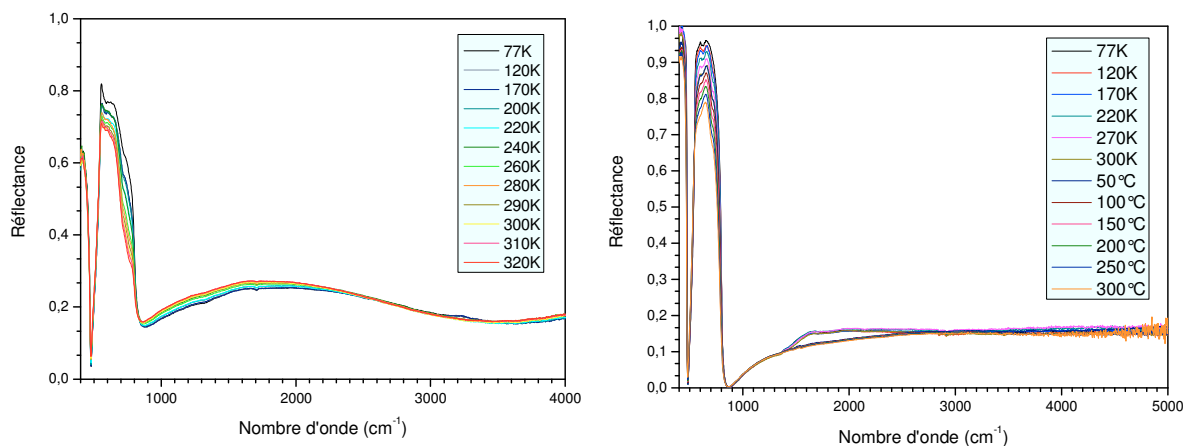 1,0
0,8
0,6
0,4
0,2
0,0
Réflectance
1000
2000
3000
4000
Nombre d'onde (cm-1)
77K
120K
170K
200K
220K
240K
260K
280K
290K
300K
310K
320K
1,0
0,9
0,8
0,7
0,6
0,5
0,4
0,3
0,2
0,1
0,0
Réflectance
1000
2000
3000
4000
5000
Nombre d'onde (cm-1)
77K
120K
170K
220K
270K
300K
50°C
100°C
150°C
200°C
250°C
300°C